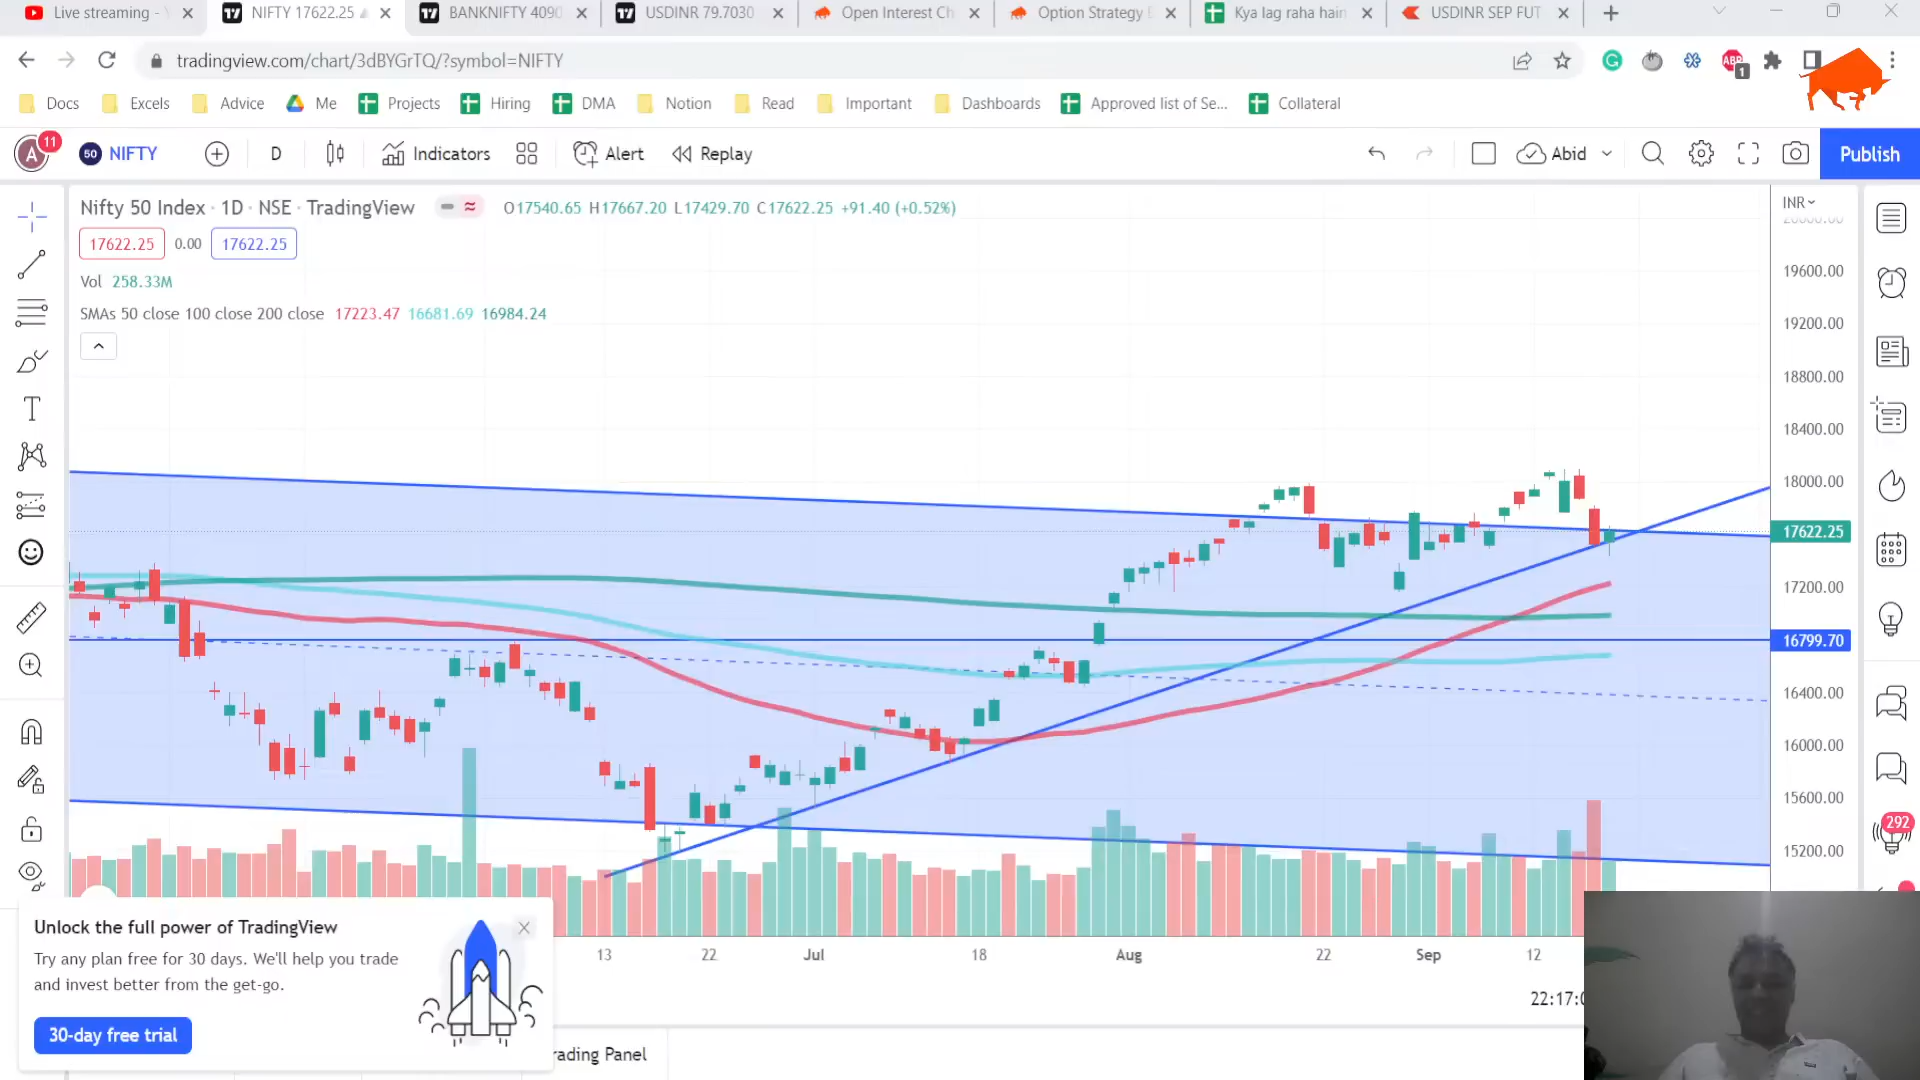 Live streaming -
NIFTY 17622.25
BANKNIFTY 4090
USDINR 79.7030
Open Interest Ch
Option Strategy
Kya lag raha hain
USDINR SEP FUT
tradingview.com/chart/3dBYGrTQ/?symbol=NIFTY
G
ABP
1
Docs
Excels
Advice
Me
Projects
Hiring
DMA
Notion
Read
Important
Dashboards
Approved list of Se...
Collateral
A
11
50
NIFTY
D
Indicators
Alert
Replay
Abid
Publish
Nifty 50 Index · 1D · NSE · TradingView
O17540.65 H17667.20 L17429.70 C17622.25 +91.40 (+0.52%)
17622.25
0.00
17622.25
Vol 258.33M
SMAs 50 close 100 close 200 close 17223.47 16681.69 16984.24
INR
19600.00
19200.00
18800.00
18400.00
18000.00
17622.25
17200.00
16799.70
16400.00
16000.00
15600.00
15200.00
292
13
22
Jul
18
Aug
22
Sep
12
22:17:0
Unlock the full power of TradingView
Try any plan free for 30 days. We'll help you trade
and invest better from the get-go.
30-day free trial
rading Panel